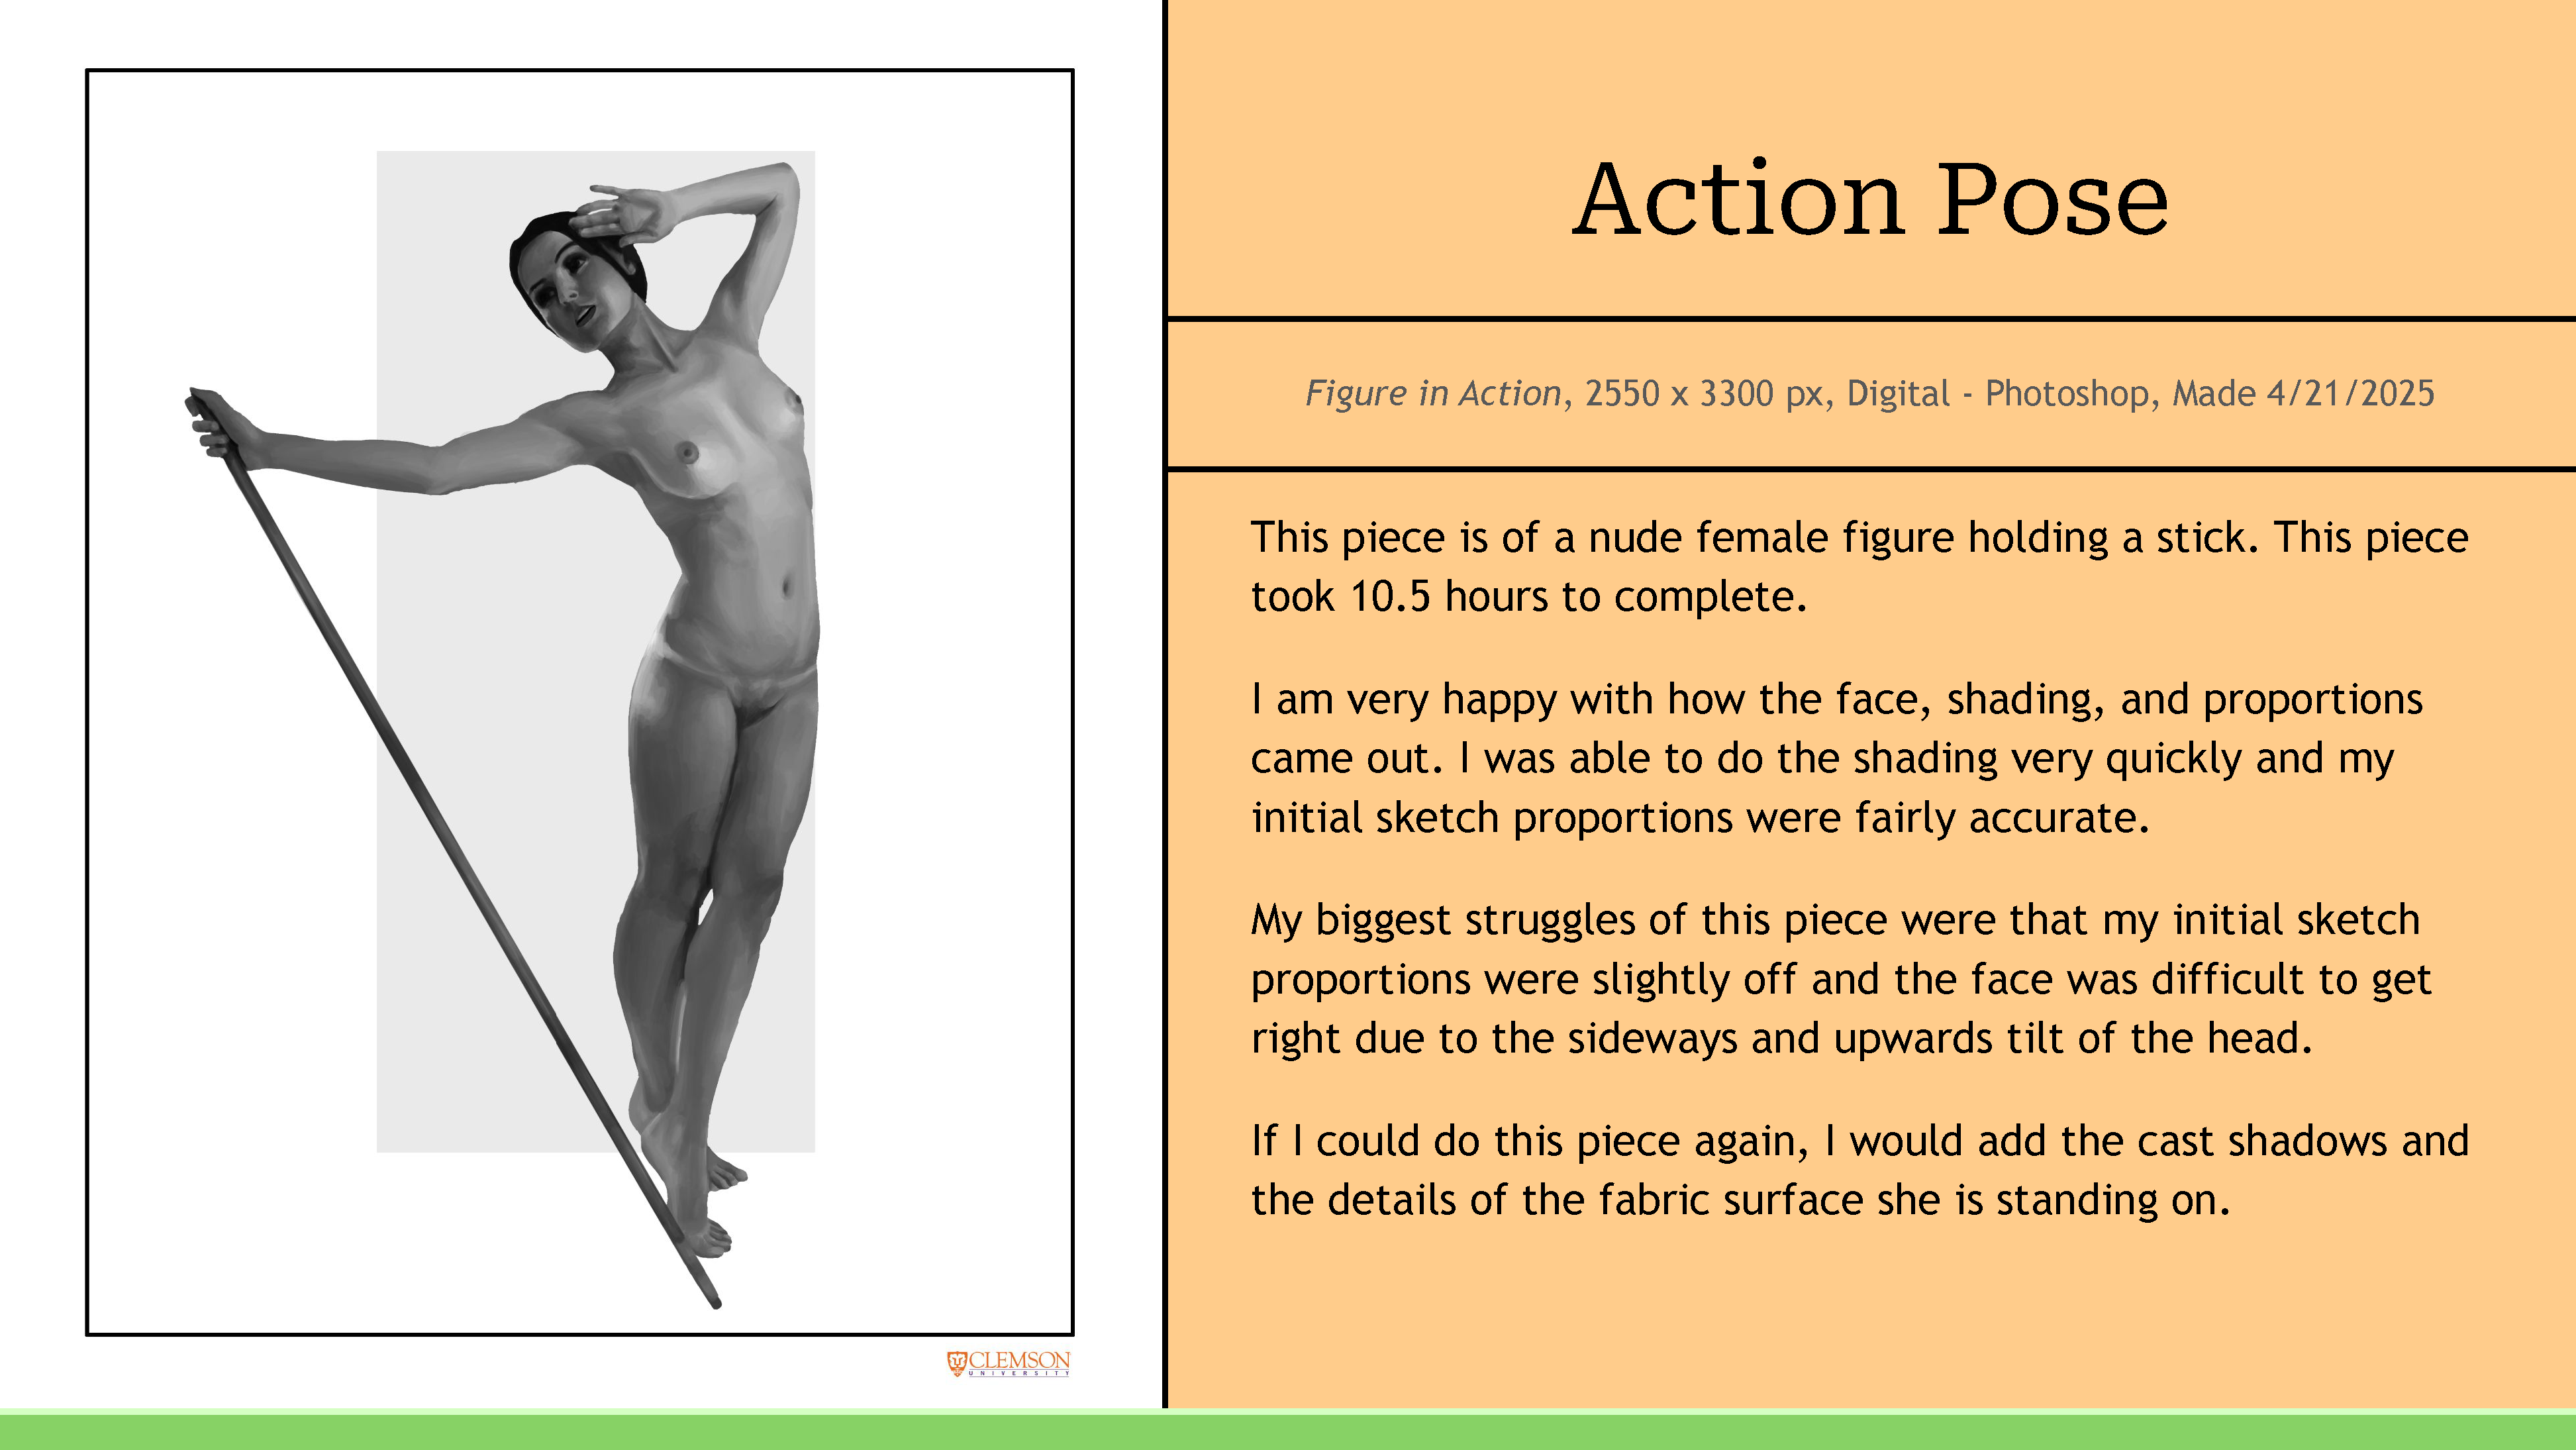 Action Pose
Figure in Action, 2550 x 3300 px, Digital - Photoshop, Made 4/21/2025
This piece is of a nude female figure holding a stick. This piece
took 10.5 hours to complete.
I am very happy with how the face, shading, and proportions
came out. I was able to do the shading very quickly and my
initial sketch proportions were fairly accurate.
My biggest struggles of this piece were that my initial sketch
proportions were slightly off and the face was difficult to get
right due to the sideways and upwards tilt of the head.
If I could do this piece again, I would add the cast shadows and
the details of the fabric surface she is standing on.
CLEMSON
UNIVERSITY